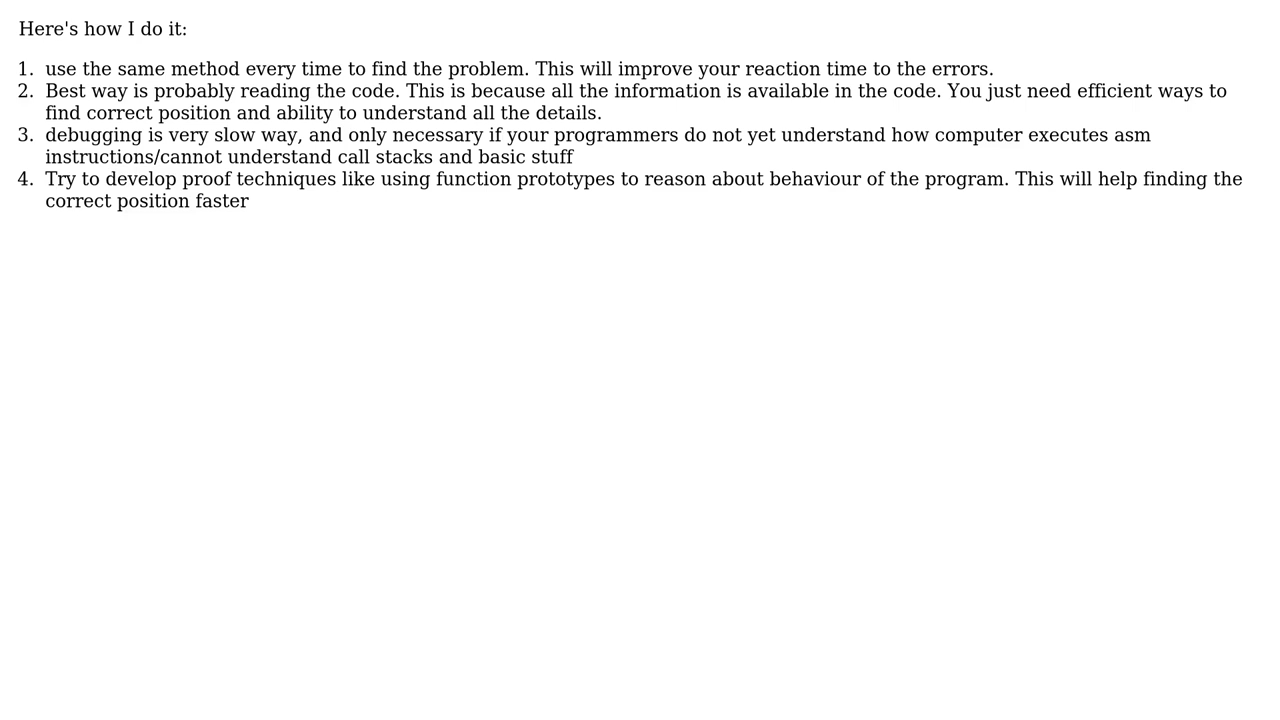 Here's how I do it:
1. use the same method every time to find the problem. This will improve your reaction time to the errors.
2. Best way is probably reading the code. This is because all the information is available in the code. You just need efficient ways to
find correct position and ability to understand all the details.
3. debugging is very slow way, and only necessary if your programmers do not yet understand how computer executes asm
instructions/cannot understand call stacks and basic stuff
4. Try to develop proof techniques like using function prototypes to reason about behaviour of the program. This will help finding the
correct position faster